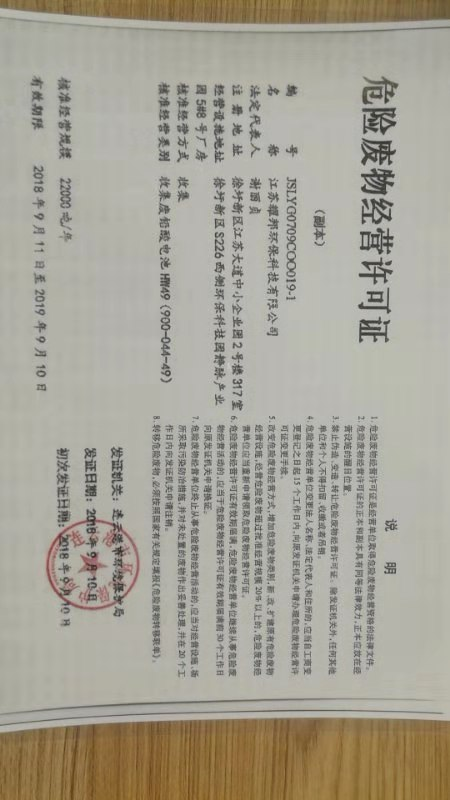 危险废物经营许可证
（副本）
编 号 JSLYG0709COO019-1
名 称 江苏耀邦环保科技有限公司
法定代表人 谢丽贞
注册地址 徐圩新区江苏大道中小企业园2号楼317室
经营设施地址 徐圩新区S226西侧环保科技园静脉产业
园5#8号厂房
核准经营方式 收集
核准经营类别 收集废铅酸电池HW49（900-044-49）
核准经营规模 22000吨/年
有效期限 2018年9月11日至2019年9月10日
说 明
1. 危险废物经营许可证是经营单位取得危险废物经营资格的法律文件。
2. 危险废物经营许可证的正本和副本具有同等法律效力，正本应放在经
营设施的醒目位置。
3. 禁止伪造、变造、转让危险废物经营许可证。除发证机关外，任何其他
单位和个人不得扣留、收缴或者吊销。
4. 危险废物经营单位变更法人名称、法定代表人和住所的，应当自工商变
更登记之日起15个工作日内，向原发证机关申请办理危险废物经营许
可证变更手续。
5. 改变危险废物经营方式，增加危险废物类别，新、改、扩建原有危险废物
经营设施，经营危险废物超过批准经营规模20%以上的，危险废物经
营单位应当重新申请领取危险废物经营许可证。
6. 危险废物经营许可证有效期届满，危险废物经营单位继续从事危险废
物经营活动的，应当于危险废物经营许可证有效期届满前30个工作日
向原发证机关申请换证。
7. 危险废物经营单位终止从事危险废物经营活动的，应当对经营设施、场
所采取污染防治措施，并对未处置的废物作出妥善处理，并在20个工
作日内向发证机关申请注销。
8. 转移危险废物，必须按照国家有关规定填报《危险废物转移联单》。
发证机关：连云港市环境保护局
发证日期：2018年9月10日
初次发证日期：2018年9月10日